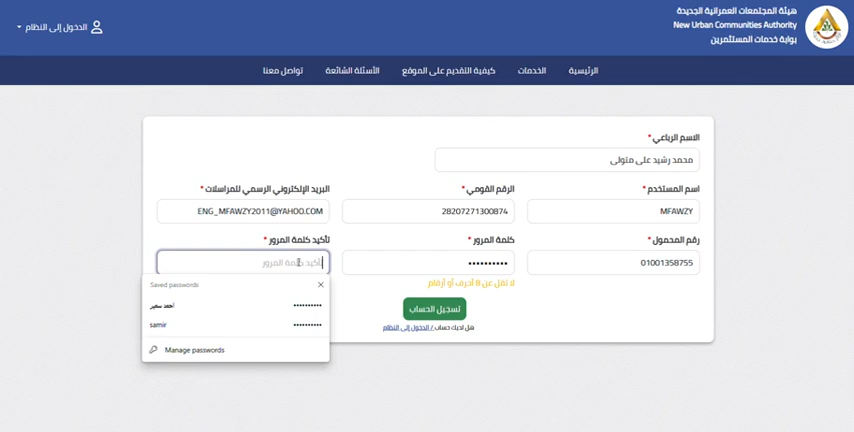 هيئة المجتمعات العمرانية الجديدة
New Urban Communities Authority
بوابة خدمات المستثمرين
الدخول إلى النظام
الرئيسية الخدمات كيفية التقديم على الموقع الأسئلة الشائعة تواصل معنا
الاسم الرباعي *
محمد رشيد على متولى
اسم المستخدم * الرقم القومي * البريد الإلكتروني الرسمي للمراسلات *
MFAWZY 28207271300874 ENG_MFAWZY2011@YAHOO.COM
رقم المحمول * كلمة المرور * تأكيد كلمة المرور *
01001358755 •••••••••• تأكيد كلمة المرور
لا تقل عن 8 أحرف أو أرقام
Saved passwords
احمد سمير ••••••••••
samir ••••••••••
Manage passwords
تسجيل الحساب
هل لديك حساب / الدخول إلى النظام